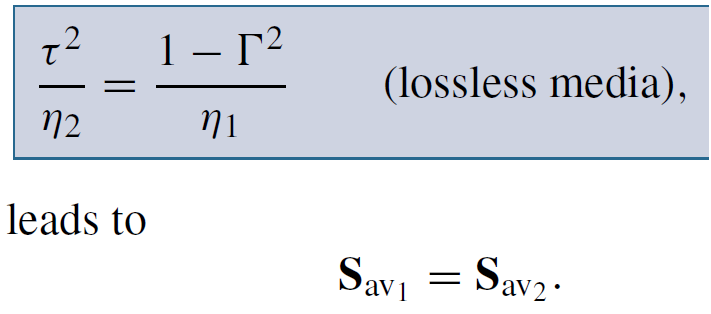 τ²/η₂ = (1 − Γ²)/η₁ (lossless media),
leads to
S_av₁ = S_av₂.